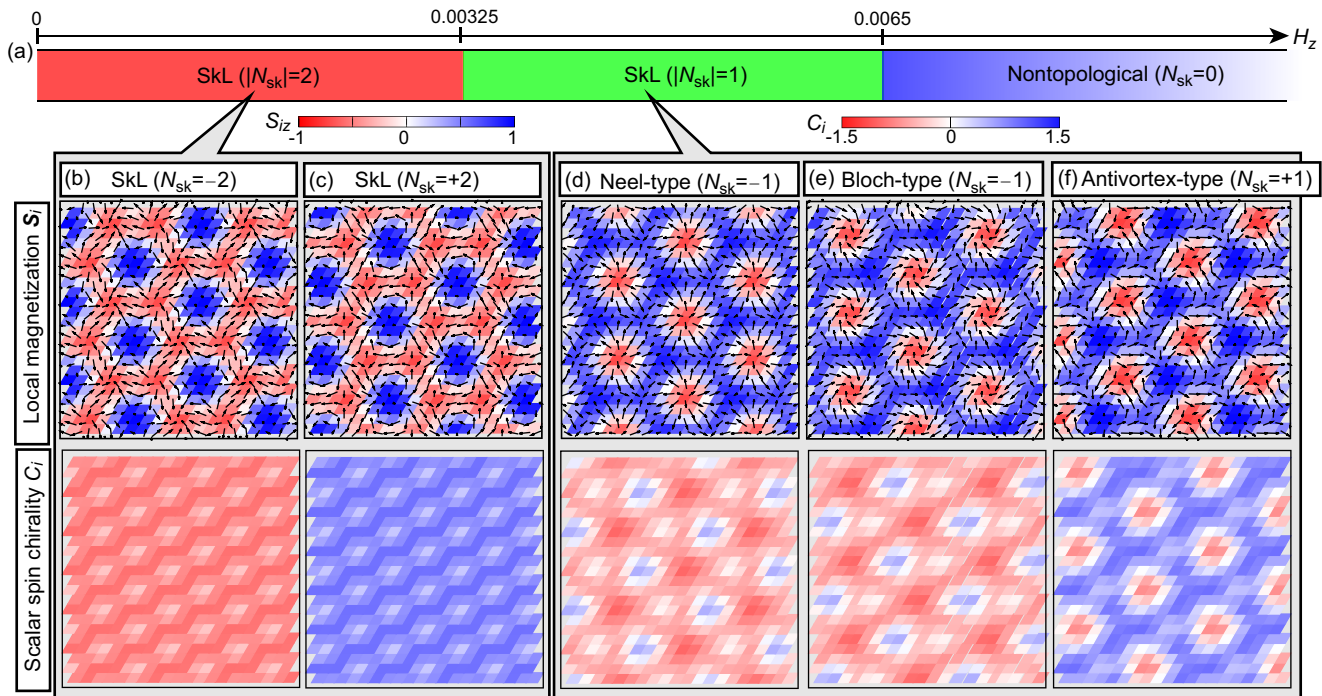 0 0.00325 0.0065
(a) H_z
SkL (|N_sk|=2) SkL (|N_sk|=1) Nontopological (N_sk=0)
S_iz -1 0 1 C_i -1.5 0 1.5
(b) SkL (N_sk=−2) (c) SkL (N_sk=+2) (d) Neel-type (N_sk=−1) (e) Bloch-type (N_sk=−1) (f) Antivortex-type (N_sk=+1)
Local magnetization S_i
Scalar spin chirality C_i